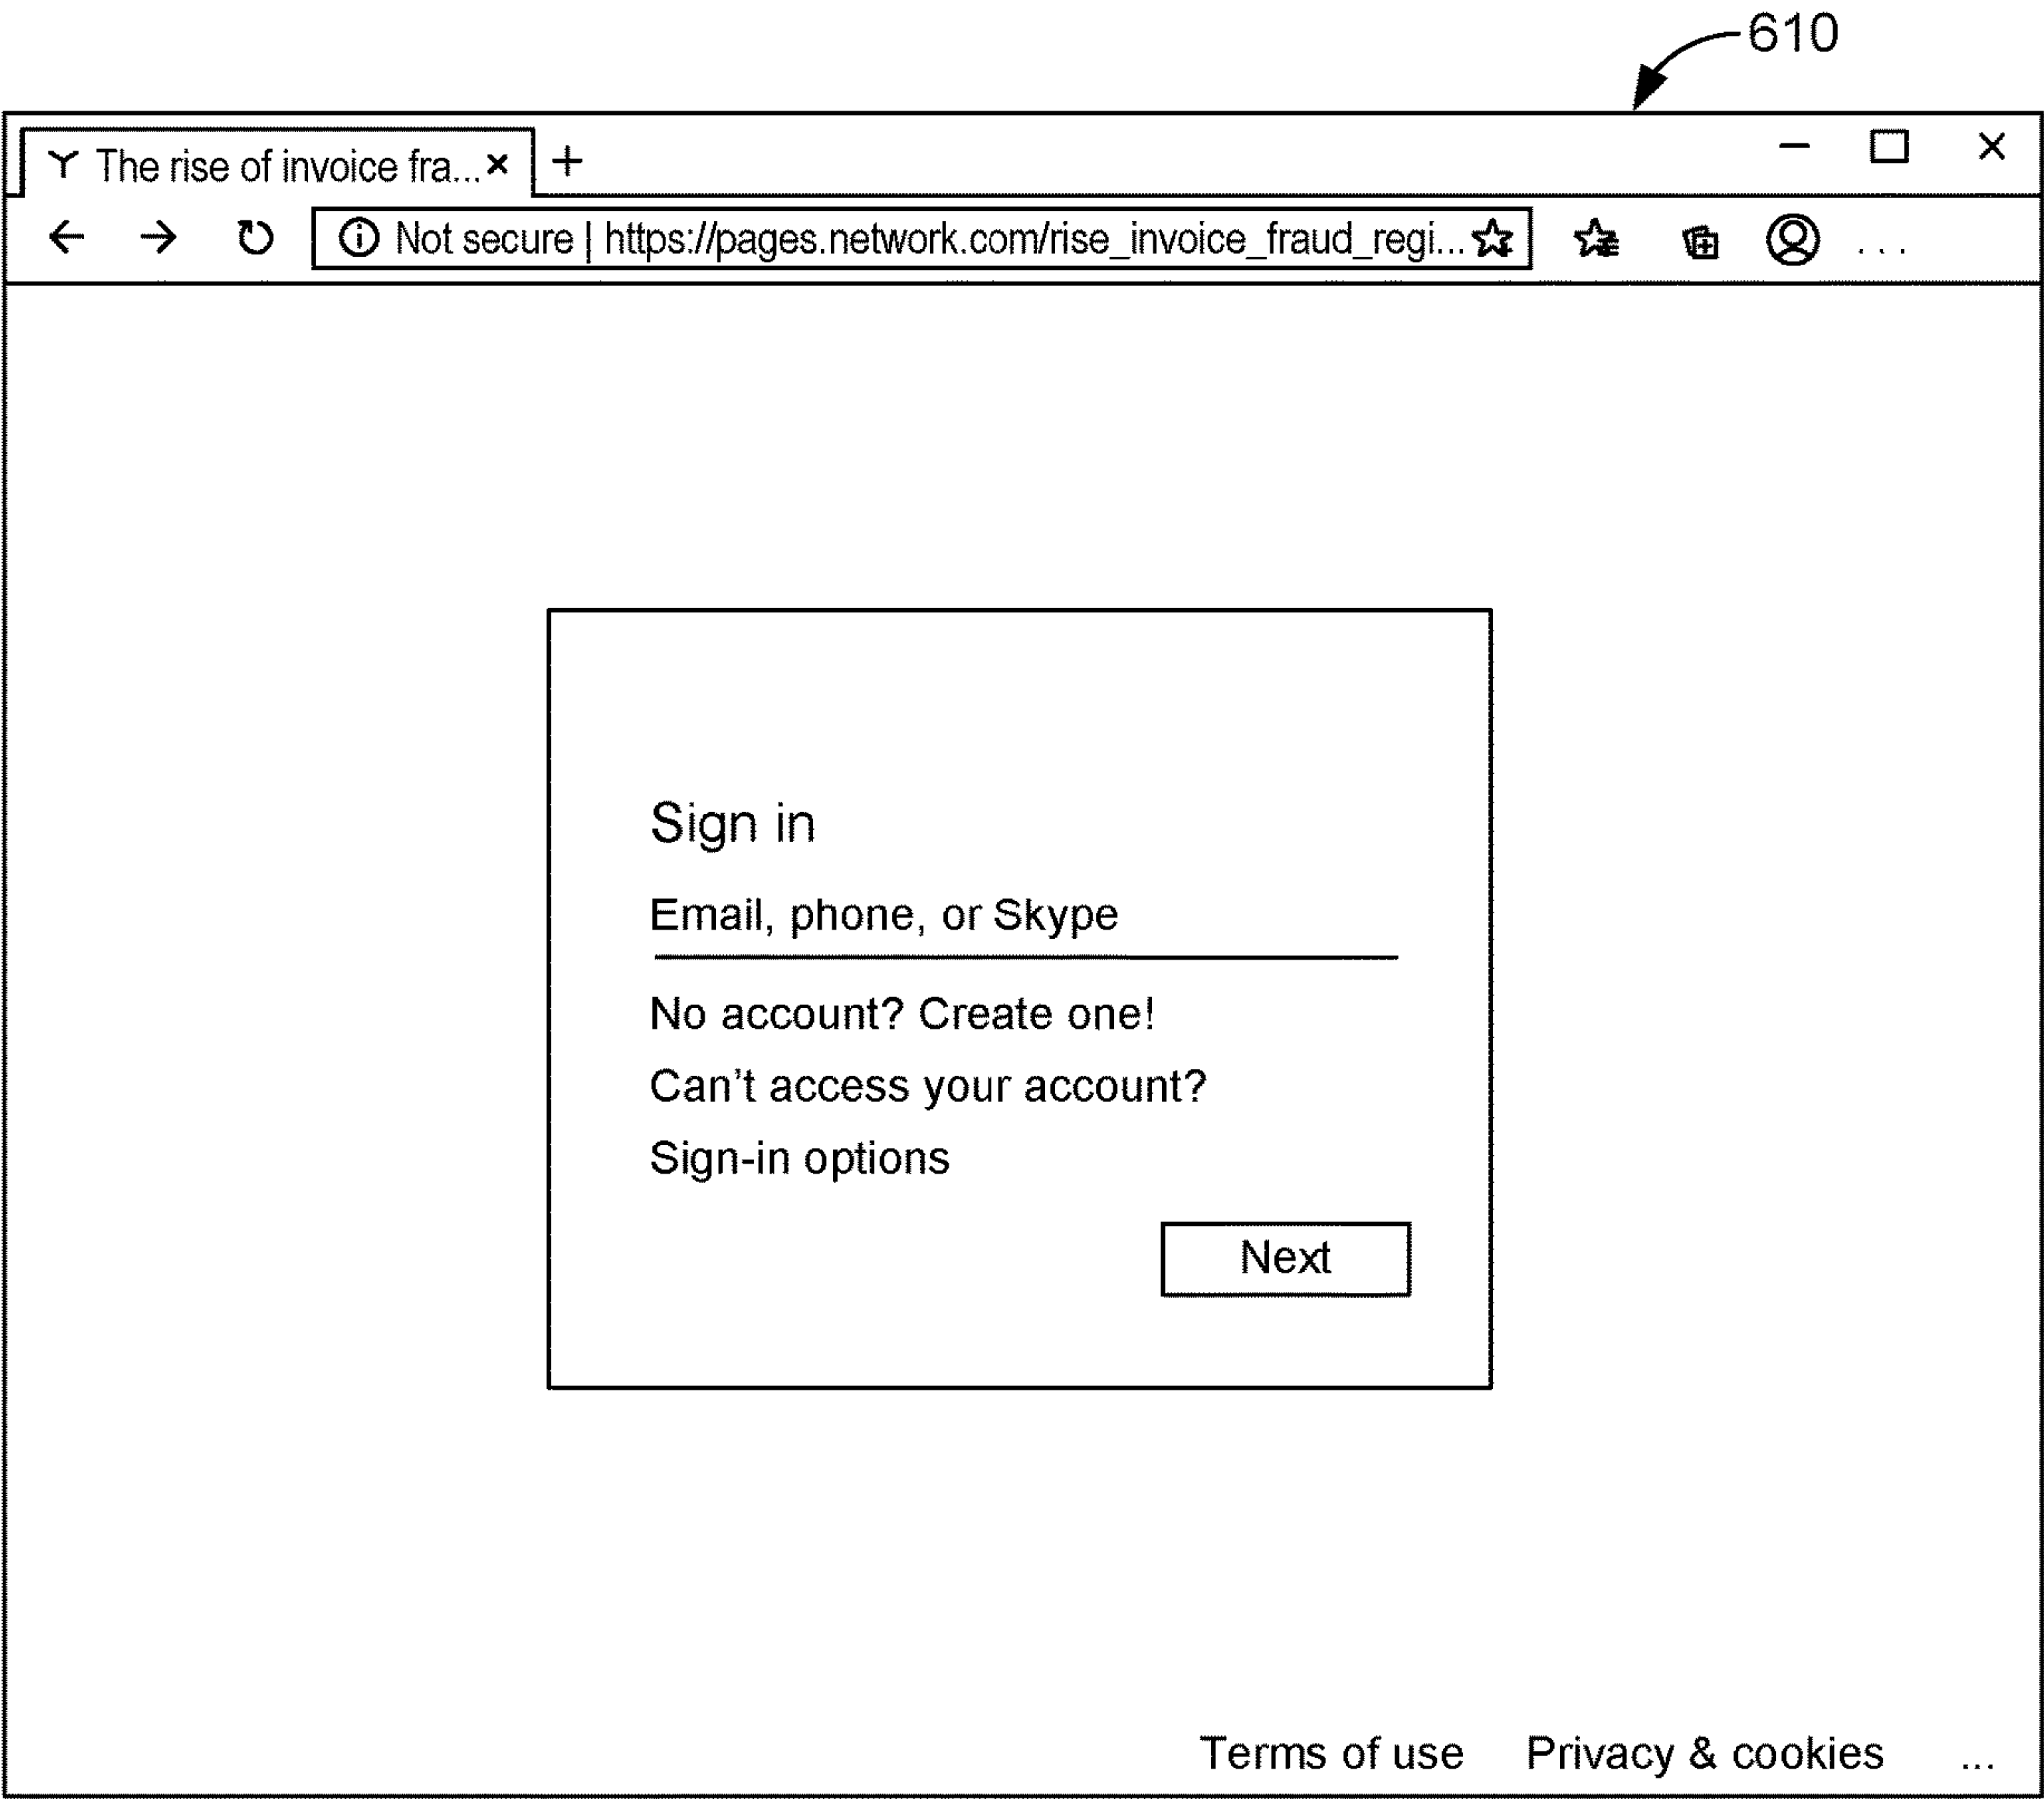 610
The rise of invoice fra...
Not secure | https://pages.network.com/rise_invoice_fraud_regi...
Sign in
Email, phone, or Skype
No account? Create one!
Can't access your account?
Sign-in options
Next
Terms of use Privacy & cookies ...